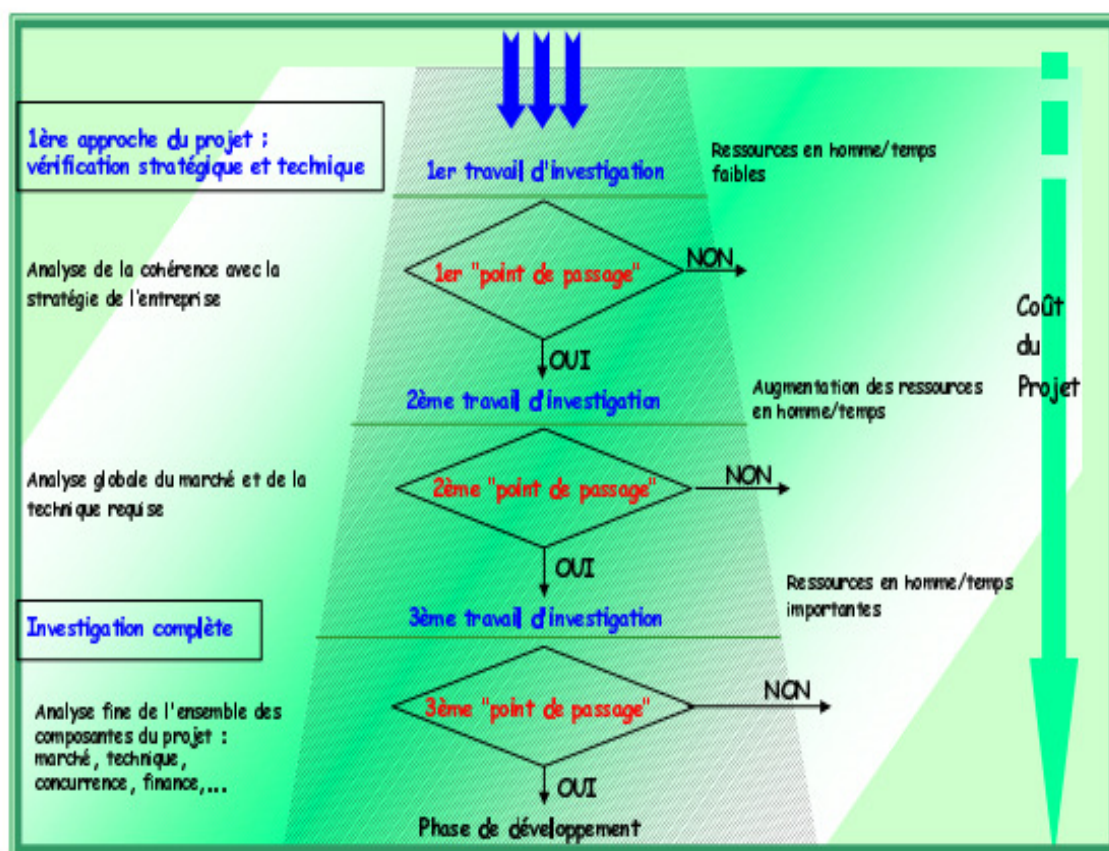 1ère approche du projet :
vérification stratégique et technique
1er travail d'investigation
Ressources en homme/temps
faibles
Analyse de la cohérence avec la
stratégie de l'entreprise
1er "point de passage"
NON
OUI
Coût
du
Projet
2ème travail d'investigation
Augmentation des ressources
en homme/temps
Analyse globale du marché et de la
technique requise
2ème "point de passage"
NON
OUI
Ressources en homme/temps
importantes
Investigation complète
3ème travail d'investigation
Analyse fine de l'ensemble des
composantes du projet :
marché, technique,
concurrence, finance,...
3ème "point de passage"
NON
OUI
Phase de développement